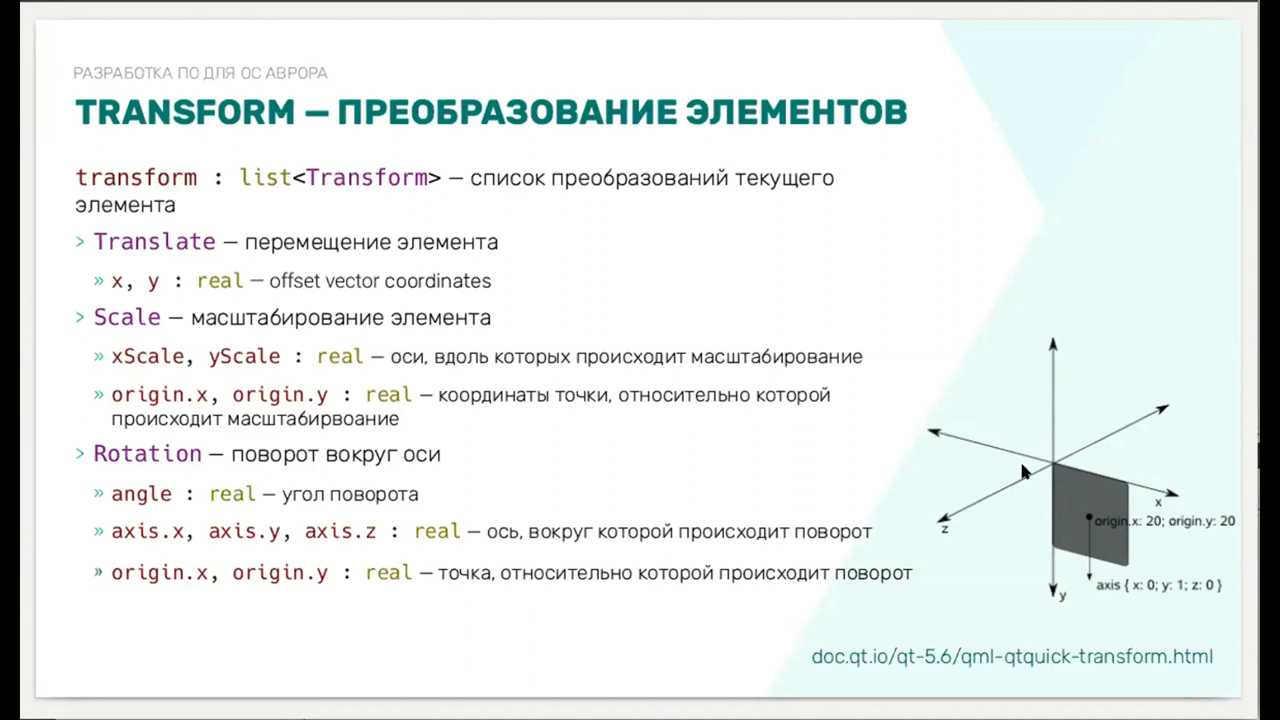 РАЗРАБОТКА ПО ДЛЯ ОС АВРОРА
TRANSFORM — ПРЕОБРАЗОВАНИЕ ЭЛЕМЕНТОВ
transform : list<Transform> — список преобразований текущего
элемента
> Translate — перемещение элемента
» x, y : real — offset vector coordinates
> Scale — масштабирование элемента
» xScale, yScale : real — оси, вдоль которых происходит масштабирование
» origin.x, origin.y : real — координаты точки, относительно которой
происходит масштабирвоание
> Rotation — поворот вокруг оси
» angle : real — угол поворота
» axis.x, axis.y, axis.z : real — ось, вокруг которой происходит поворот
» origin.x, origin.y : real — точка, относительно которой происходит поворот
x
origin.x: 20; origin.y: 20
z
axis { x: 0; y: 1; z: 0 }
y
doc.qt.io/qt-5.6/qml-qtquick-transform.html